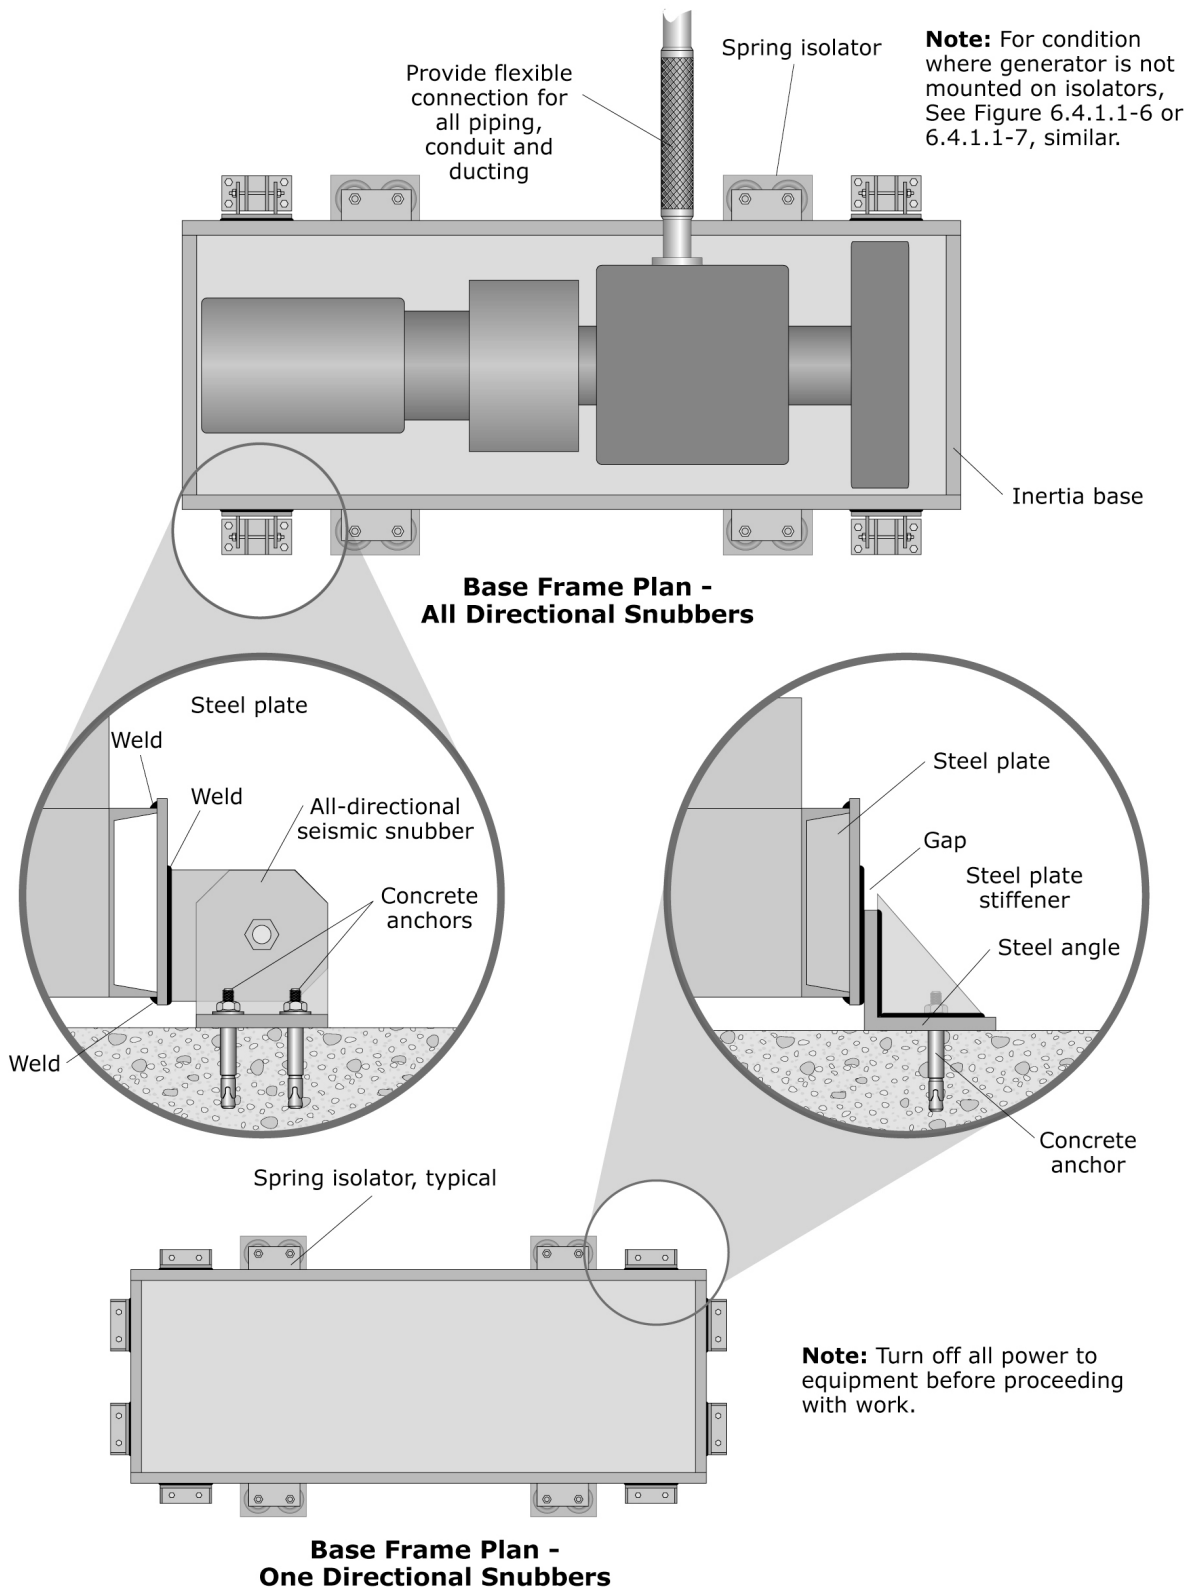 Spring isolator
Note: For condition
where generator is not
mounted on isolators,
See Figure 6.4.1.1-6 or
6.4.1.1-7, similar.
Provide flexible
connection for
all piping,
conduit and
ducting
Inertia base
Base Frame Plan -
All Directional Snubbers
Steel plate
Weld
Weld
All-directional
seismic snubber
Concrete
anchors
Weld
Steel plate
Gap
Steel plate
stiffener
Steel angle
Concrete
anchor
Spring isolator, typical
Note: Turn off all power to
equipment before proceeding
with work.
Base Frame Plan -
One Directional Snubbers